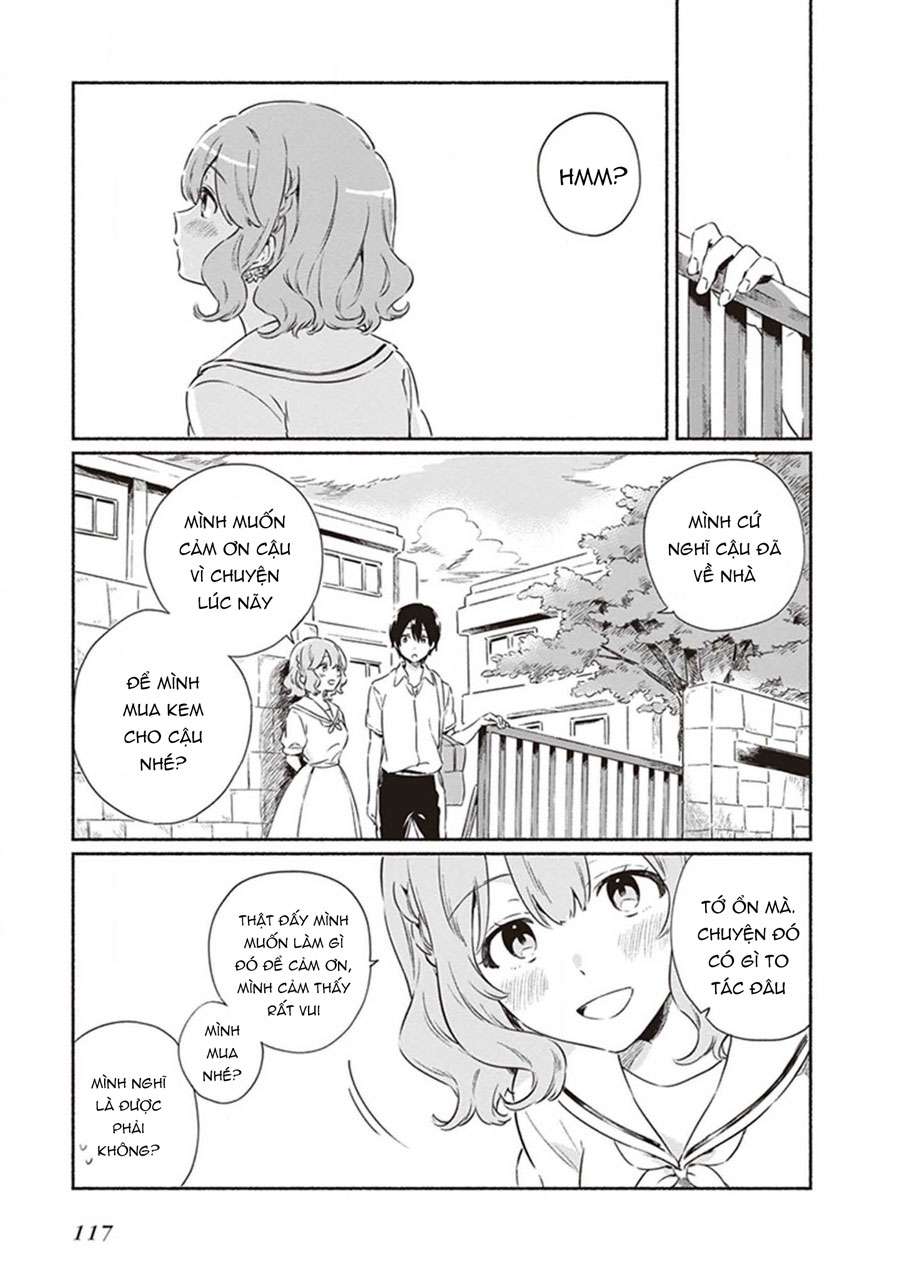 HMM?
MÌNH CỨ
NGHĨ CẬU ĐÃ
VỀ NHÀ
MÌNH MUỐN
CẢM ƠN CẬU
VÌ CHUYỆN
LÚC NÃY
ĐỂ MÌNH
MUA KEM
CHO CẬU
NHÉ?
TỚ ỔN MÀ.
CHUYỆN ĐÓ
CÓ GÌ TO
TÁC ĐÂU
THẬT ĐẤY MÌNH
MUỐN LÀM GÌ
ĐÓ ĐỂ CẢM ƠN,
MÌNH CẢM THẤY
RẤT VUI
MÌNH
MUA
NHÉ?
MÌNH NGHĨ
LÀ ĐƯỢC
PHẢI
KHÔNG?
117